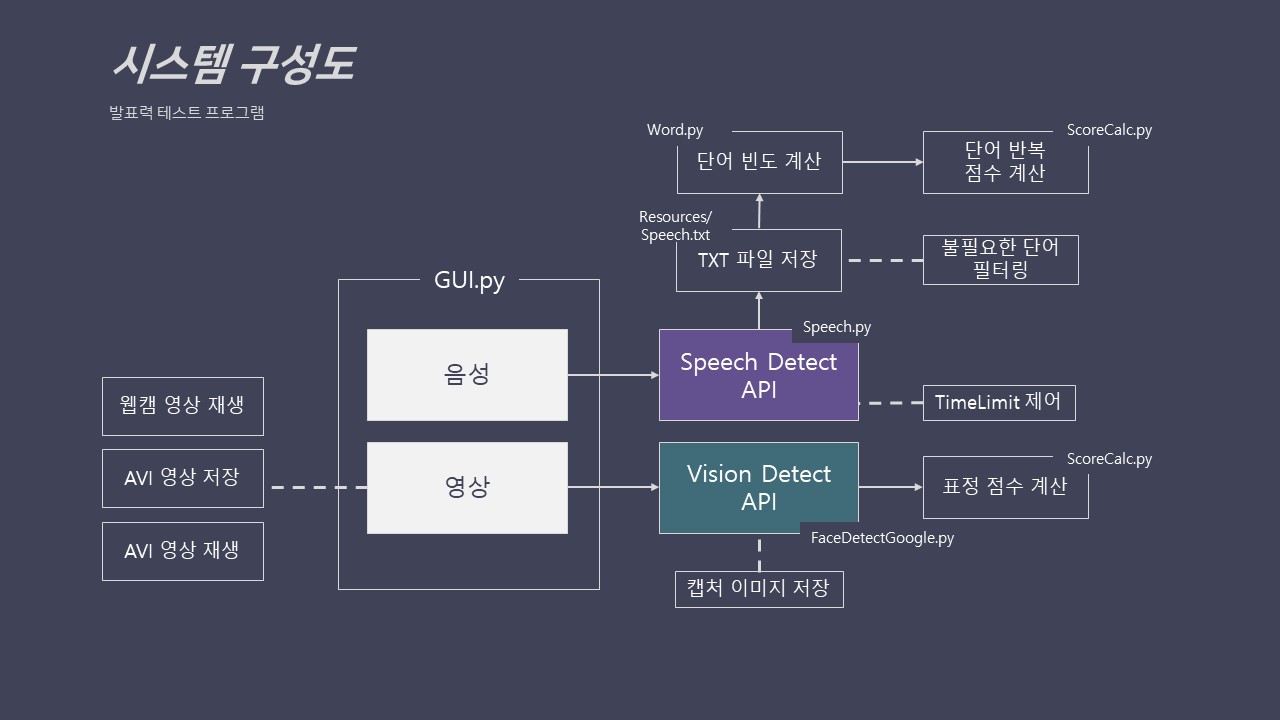 시스템 구성도
발표력 테스트 프로그램
Word.py
단어 빈도 계산
ScoreCalc.py
단어 반복
점수 계산
Resources/
Speech.txt
TXT 파일 저장
불필요한 단어
필터링
GUI.py
음성
Speech.py
Speech Detect
API
웹캠 영상 재생
TimeLimit 제어
AVI 영상 저장
영상
Vision Detect
API
ScoreCalc.py
표정 점수 계산
AVI 영상 재생
FaceDetectGoogle.py
캡처 이미지 저장